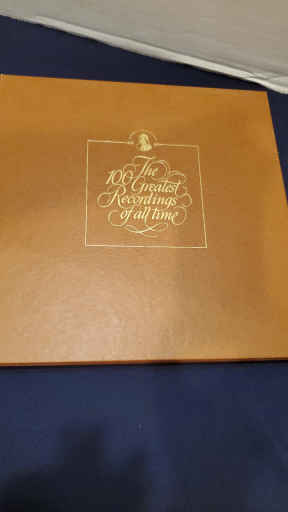 The
100 Greatest
Recordings
of all time